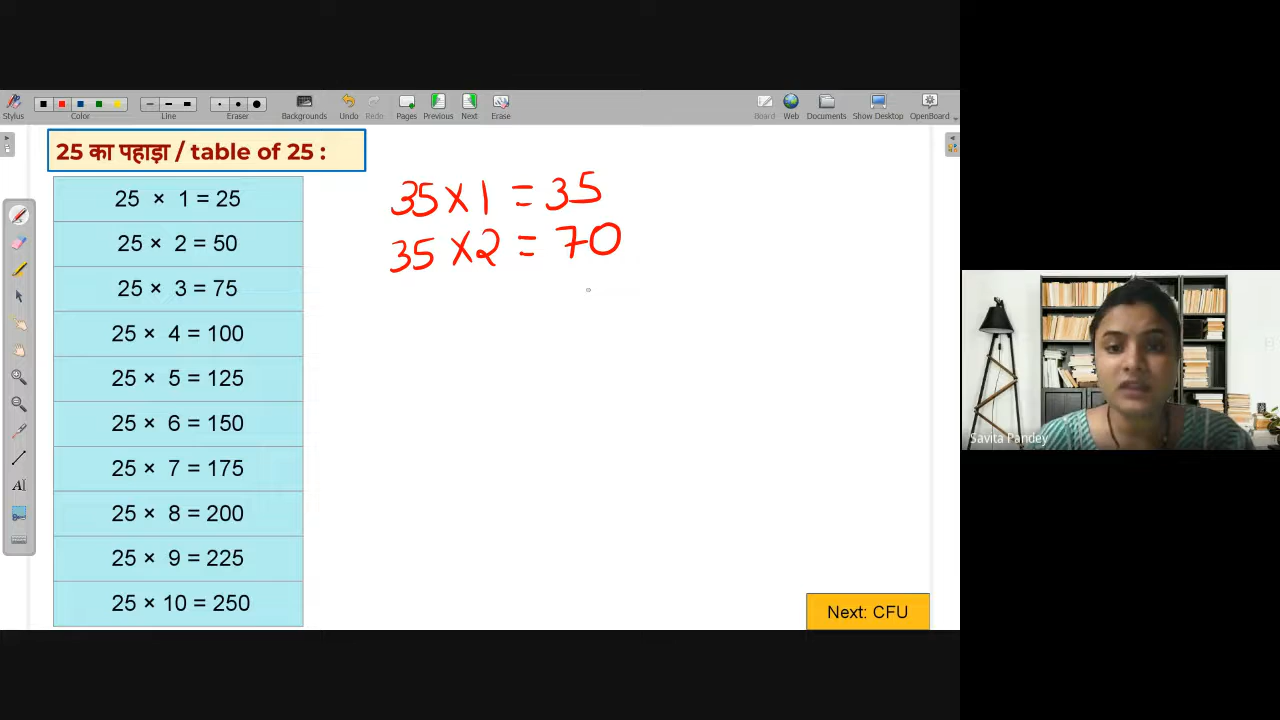 Stylus
Color
Line
Eraser
Backgrounds
Undo
Redo
Pages
Previous
Next
Erase
Board
Web
Documents
Show Desktop
OpenBoard
25 का पहाड़ा / table of 25 :
25 × 1 = 25
25 × 2 = 50
25 × 3 = 75
25 × 4 = 100
25 × 5 = 125
25 × 6 = 150
25 × 7 = 175
25 × 8 = 200
25 × 9 = 225
25 × 10 = 250
35 × 1 = 35
35 × 2 = 70
Next: CFU
Savita Pandey